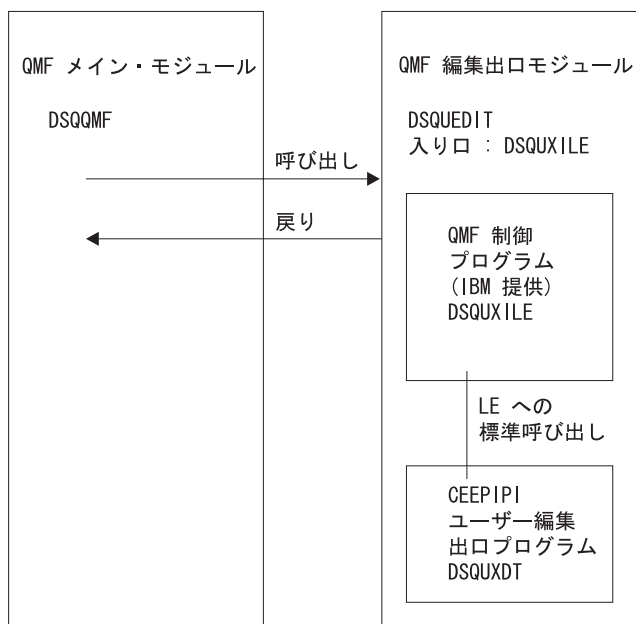 QMF メイン・モジュール
DSQQMF
呼び出し
戻り
QMF 編集出口モジュール
DSQUEDIT
入り口 : DSQUXILE
QMF 制御
プログラム
(IBM 提供)
DSQUXILE
LE への
標準呼び出し
CEEPIPI
ユーザー編集
出口プログラム
DSQUXDT